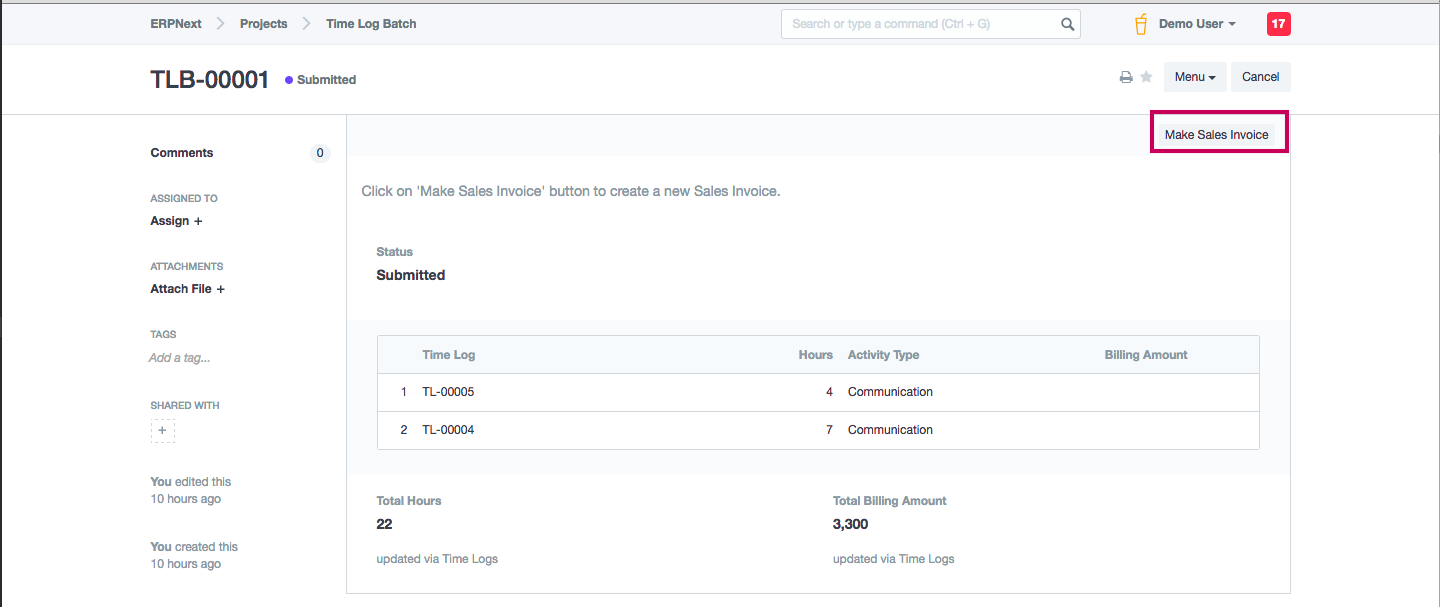 ERPNext Projects Time Log Batch Search or type a command (Ctrl + G) Demo User 17
TLB-00001 Submitted Menu Cancel
Make Sales Invoice
Comments 0
Click on 'Make Sales Invoice' button to create a new Sales Invoice.
ASSIGNED TO
Assign +
Status
Submitted
ATTACHMENTS
Attach File +
TAGS
Add a tag...
Time Log Hours Activity Type Billing Amount
1 TL-00005 4 Communication
2 TL-00004 7 Communication
SHARED WITH
+
You edited this
10 hours ago
Total Hours Total Billing Amount
22 3,300
updated via Time Logs updated via Time Logs
You created this
10 hours ago